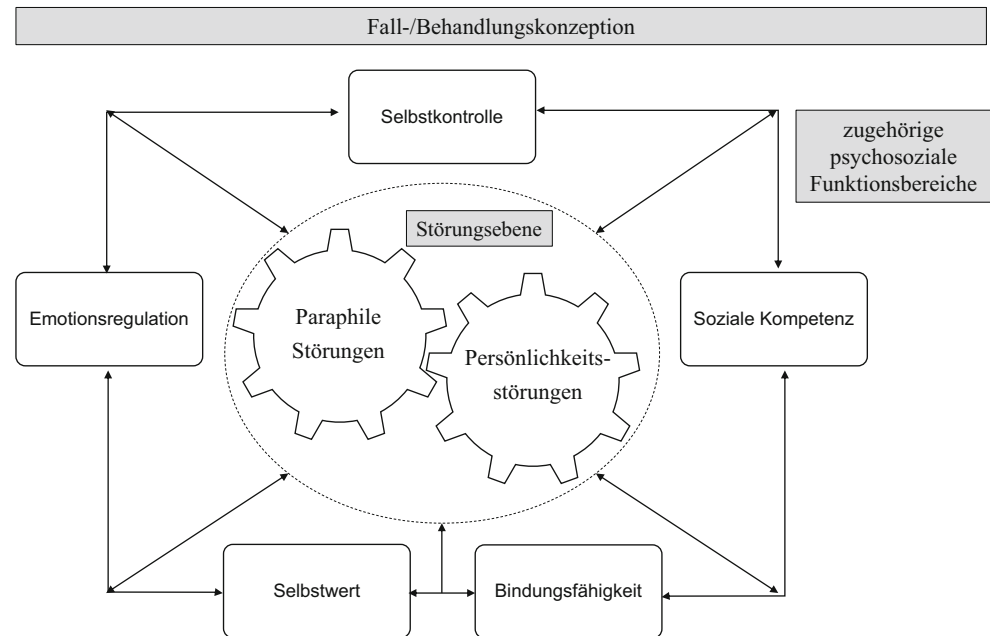 Fall-/Behandlungskonzeption
Selbstkontrolle
zugehörige
psychosoziale
Funktionsbereiche
Störungsebene
Emotionsregulation
Paraphile
Störungen
Persönlichkeits-
störungen
Soziale Kompetenz
Selbstwert
Bindungsfähigkeit